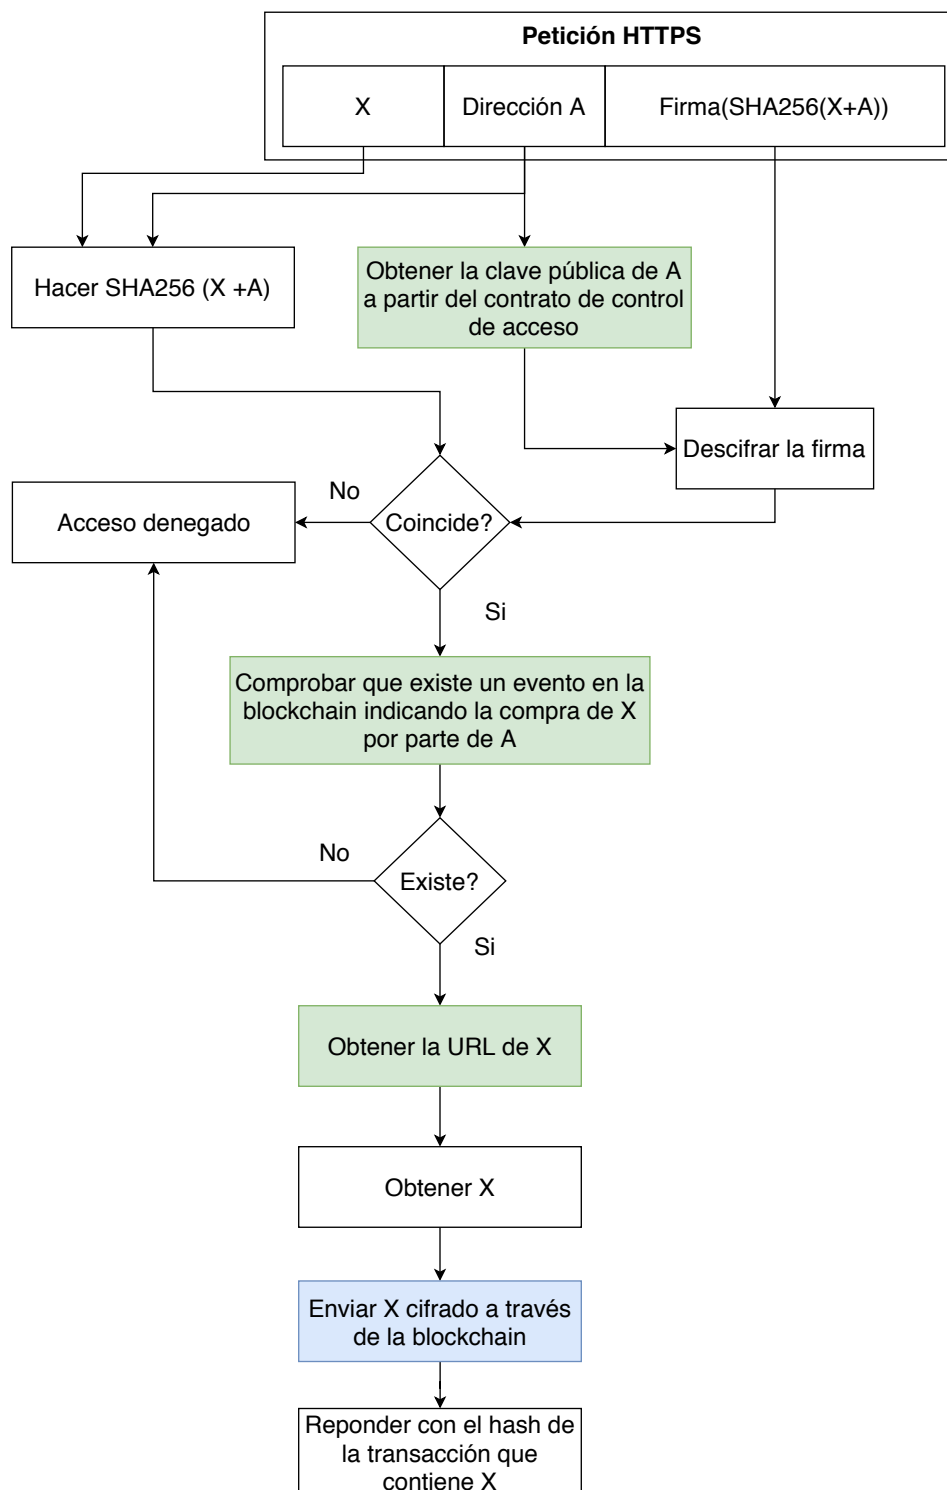 Petición HTTPS
X
Dirección A
Firma(SHA256(X+A))
Hacer SHA256 (X +A)
Obtener la clave pública de A
a partir del contrato de control
de acceso
Descifrar la firma
No
Coincide?
Acceso denegado
Si
Comprobar que existe un evento en la
blockchain indicando la compra de X
por parte de A
No
Existe?
Si
Obtener la URL de X
Obtener X
Enviar X cifrado a través
de la blockchain
Reponder con el hash de
la transacción que
contiene X